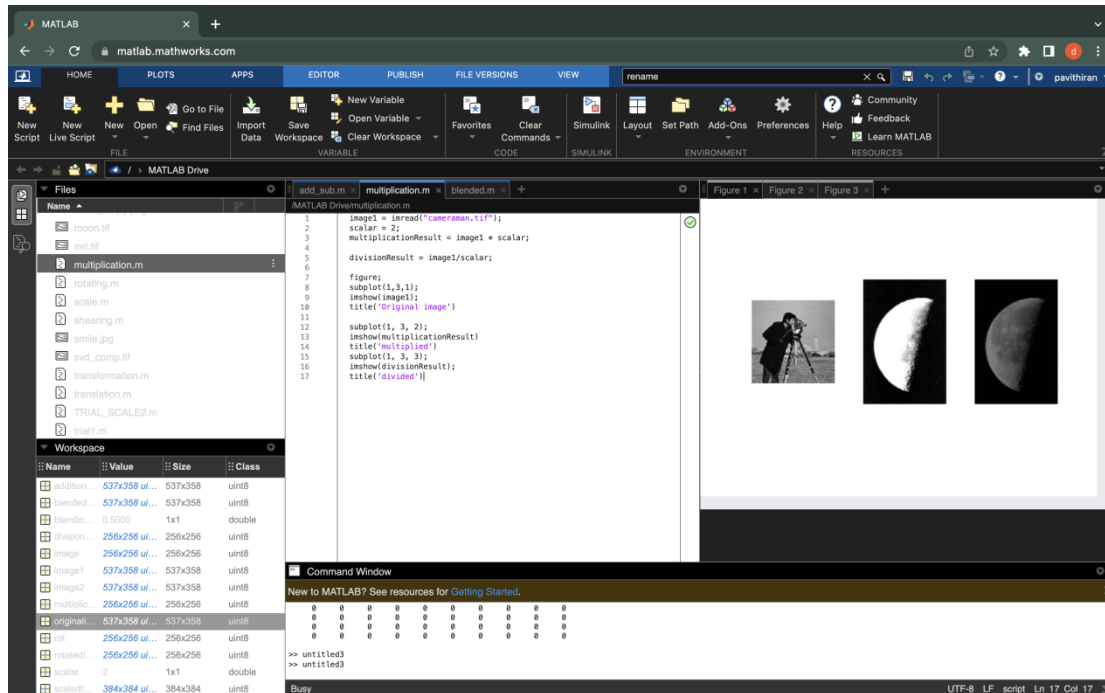 MATLAB
matlab.mathworks.com
HOME PLOTS APPS EDITOR PUBLISH FILE VERSIONS VIEW rename pavithiran
New Script
New Live Script
New
Open
Go to File
Find Files
Import Data
Save Workspace
New Variable
Open Variable
Clear Workspace
Favorites
Clear Commands
Simulink
Layout
Set Path
Add-Ons
Preferences
Help
Community
Feedback
Learn MATLAB
FILE VARIABLE CODE SIMULINK ENVIRONMENT RESOURCES
/ > MATLAB Drive
Files
Name
moon.tif
mri.tif
multiplication.m
rotating.m
scale.m
shearing.m
smile.jpg
svd_comp.tif
transformation.m
translation.m
TRIAL_SCALE2.m
trial1.m
Workspace
Name Value Size Class
addition... 537x358 ui... 537x358 uint8
blended... 537x358 ui... 537x358 uint8
blendin... 0.5000 1x1 double
division... 256x256 ui... 256x256 uint8
image 256x256 ui... 256x256 uint8
image1 537x358 ui... 537x358 uint8
image2 537x358 ui... 537x358 uint8
multiplic... 256x256 ui... 256x256 uint8
originali... 537x358 ui... 537x358 uint8
rot 256x256 ui... 256x256 uint8
rotatedI... 256x256 ui... 256x256 uint8
scalar 2 1x1 double
scaledI... 384x384 ui... 384x384 uint8
add_sub.m multiplication.m blended.m
/MATLAB Drive/multiplication.m
1 image1 = imread("cameraman.tif");
2 scalar = 2;
3 multiplicationResult = image1 * scalar;
4
5 divisionResult = image1/scalar;
6
7 figure;
8 subplot(1,3,1);
9 imshow(image1);
10 title('Original image')
11
12 subplot(1, 3, 2);
13 imshow(multiplicationResult)
14 title('multiplied')
15 subplot(1, 3, 3);
16 imshow(divisionResult);
17 title('divided')
Figure 1 Figure 2 Figure 3
Command Window
New to MATLAB? See resources for Getting Started.
0 0 0 0 0 0 0 0 0 0
0 0 0 0 0 0 0 0 0 0
0 0 0 0 0 0 0 0 0 0
0 0 0 0 0 0 0 0 0 0
>> untitled3
>> untitled3
Busy
UTF-8 LF script Ln 17 Col 17